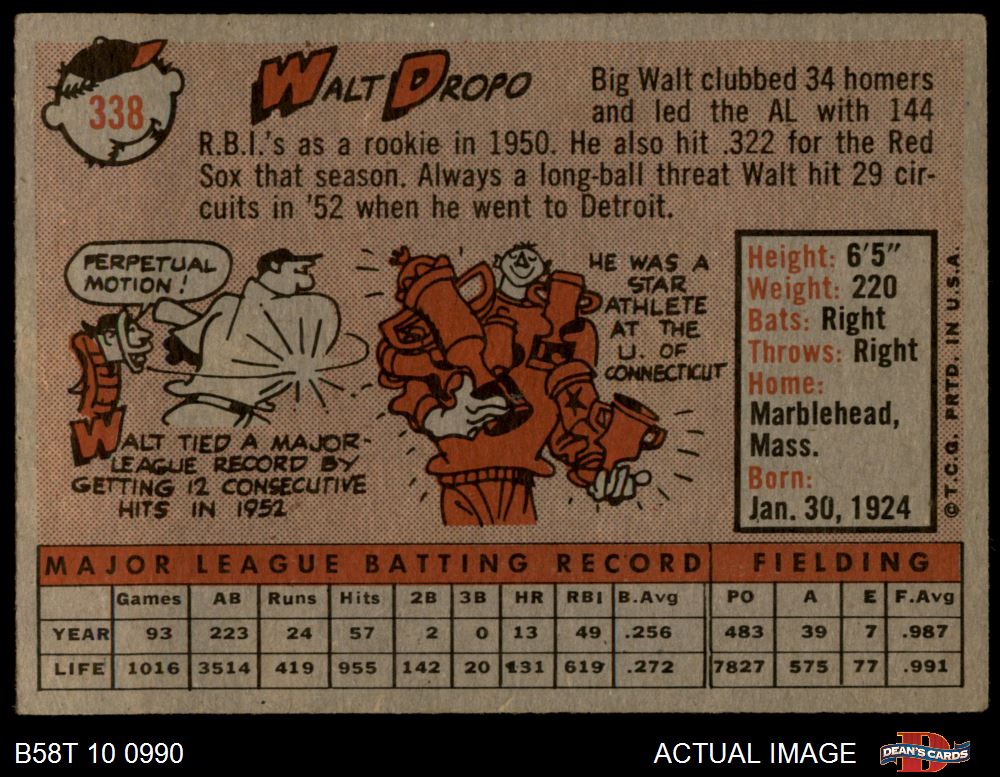 338
WALT DROPO
Big Walt clubbed 34 homers
and led the AL with 144
R.B.I.'s as a rookie in 1950. He also hit .322 for the Red
Sox that season. Always a long-ball threat Walt hit 29 cir-
cuits in '52 when he went to Detroit.
PERPETUAL
MOTION!
WALT TIED A MAJOR-
LEAGUE RECORD BY
GETTING 12 CONSECUTIVE
HITS IN 1952
HE WAS A
STAR
ATHLETE
AT THE
U. OF
CONNECTICUT
Height: 6'5"
Weight: 220
Bats: Right
Throws: Right
Home:
Marblehead,
Mass.
Born:
Jan. 30, 1924
© T.C.G. PRTD. IN U.S.A.
MAJOR LEAGUE BATTING RECORD FIELDING
Games AB Runs Hits 2B 3B HR RBI B.Avg PO A E F.Avg
YEAR 93 223 24 57 2 0 13 49 .256 483 39 7 .987
LIFE 1016 3514 419 955 142 20 131 619 .272 7827 575 77 .991
B58T 10 0990 ACTUAL IMAGE DEAN'S CARDS